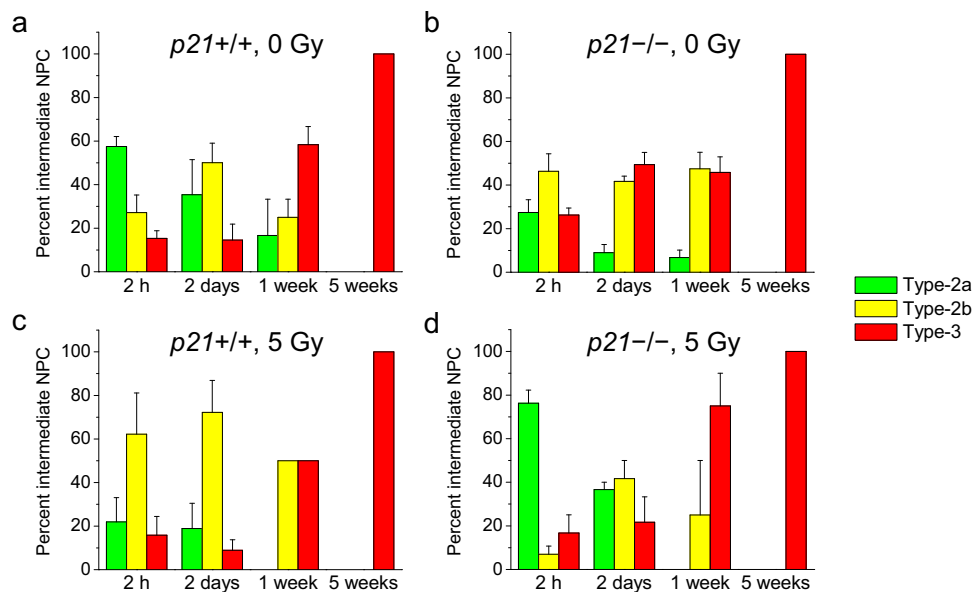 a
p21+/+, 0 Gy
Percent intermediate NPC
100
80
60
40
20
0
2 h 2 days 1 week 5 weeks
b
p21−/−, 0 Gy
Percent intermediate NPC
100
80
60
40
20
0
2 h 2 days 1 week 5 weeks
Type-2a
Type-2b
Type-3
c
p21+/+, 5 Gy
Percent intermediate NPC
100
80
60
40
20
0
2 h 2 days 1 week 5 weeks
d
p21−/−, 5 Gy
Percent intermediate NPC
100
80
60
40
20
0
2 h 2 days 1 week 5 weeks